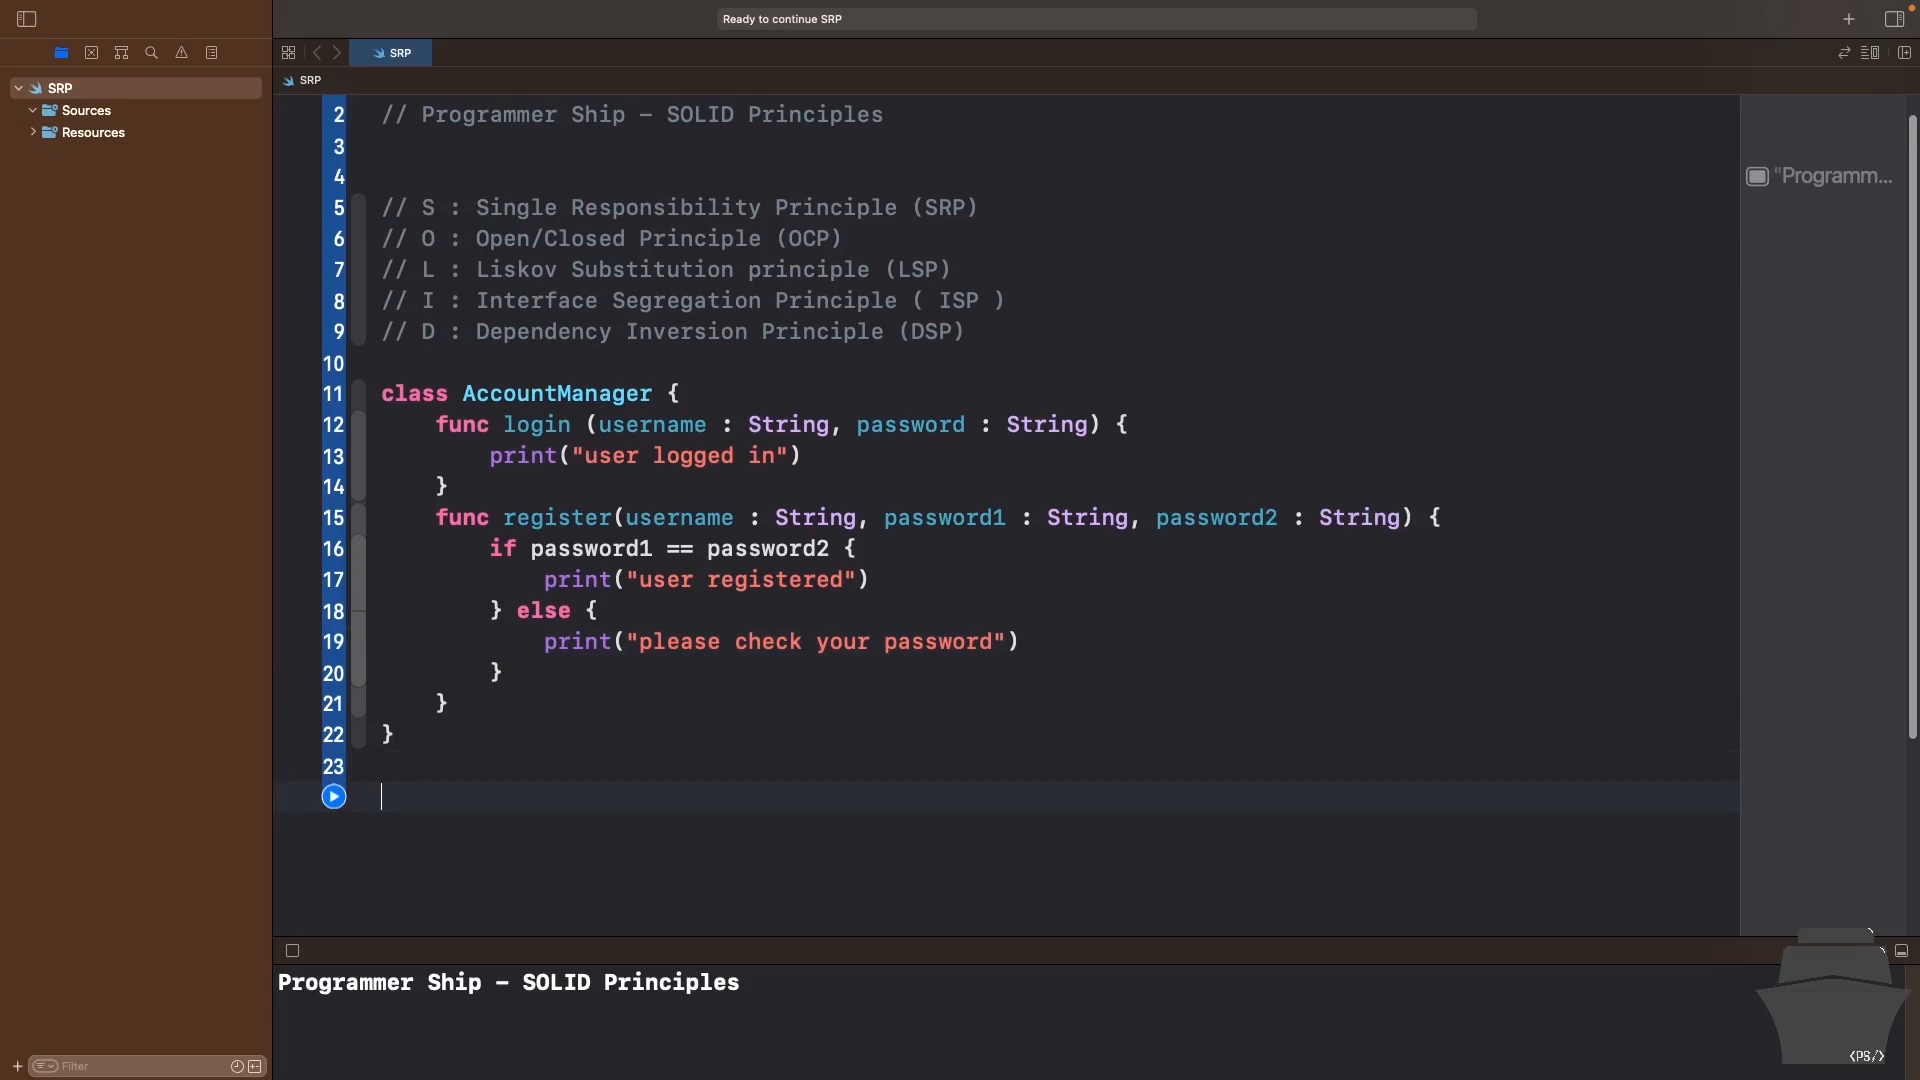 Ready to continue SRP
SRP
SRP
SRP
Sources
Resources
2 // Programmer Ship – SOLID Principles
3
4
5 // S : Single Responsibility Principle (SRP)
6 // O : Open/Closed Principle (OCP)
7 // L : Liskov Substitution principle (LSP)
8 // I : Interface Segregation Principle ( ISP )
9 // D : Dependency Inversion Principle (DSP)
10
11 class AccountManager {
12 func login (username : String, password : String) {
13 print("user logged in")
14 }
15 func register(username : String, password1 : String, password2 : String) {
16 if password1 == password2 {
17 print("user registered")
18 } else {
19 print("please check your password")
20 }
21 }
22 }
23
"Programm...
Programmer Ship – SOLID Principles
Filter
<PS/>